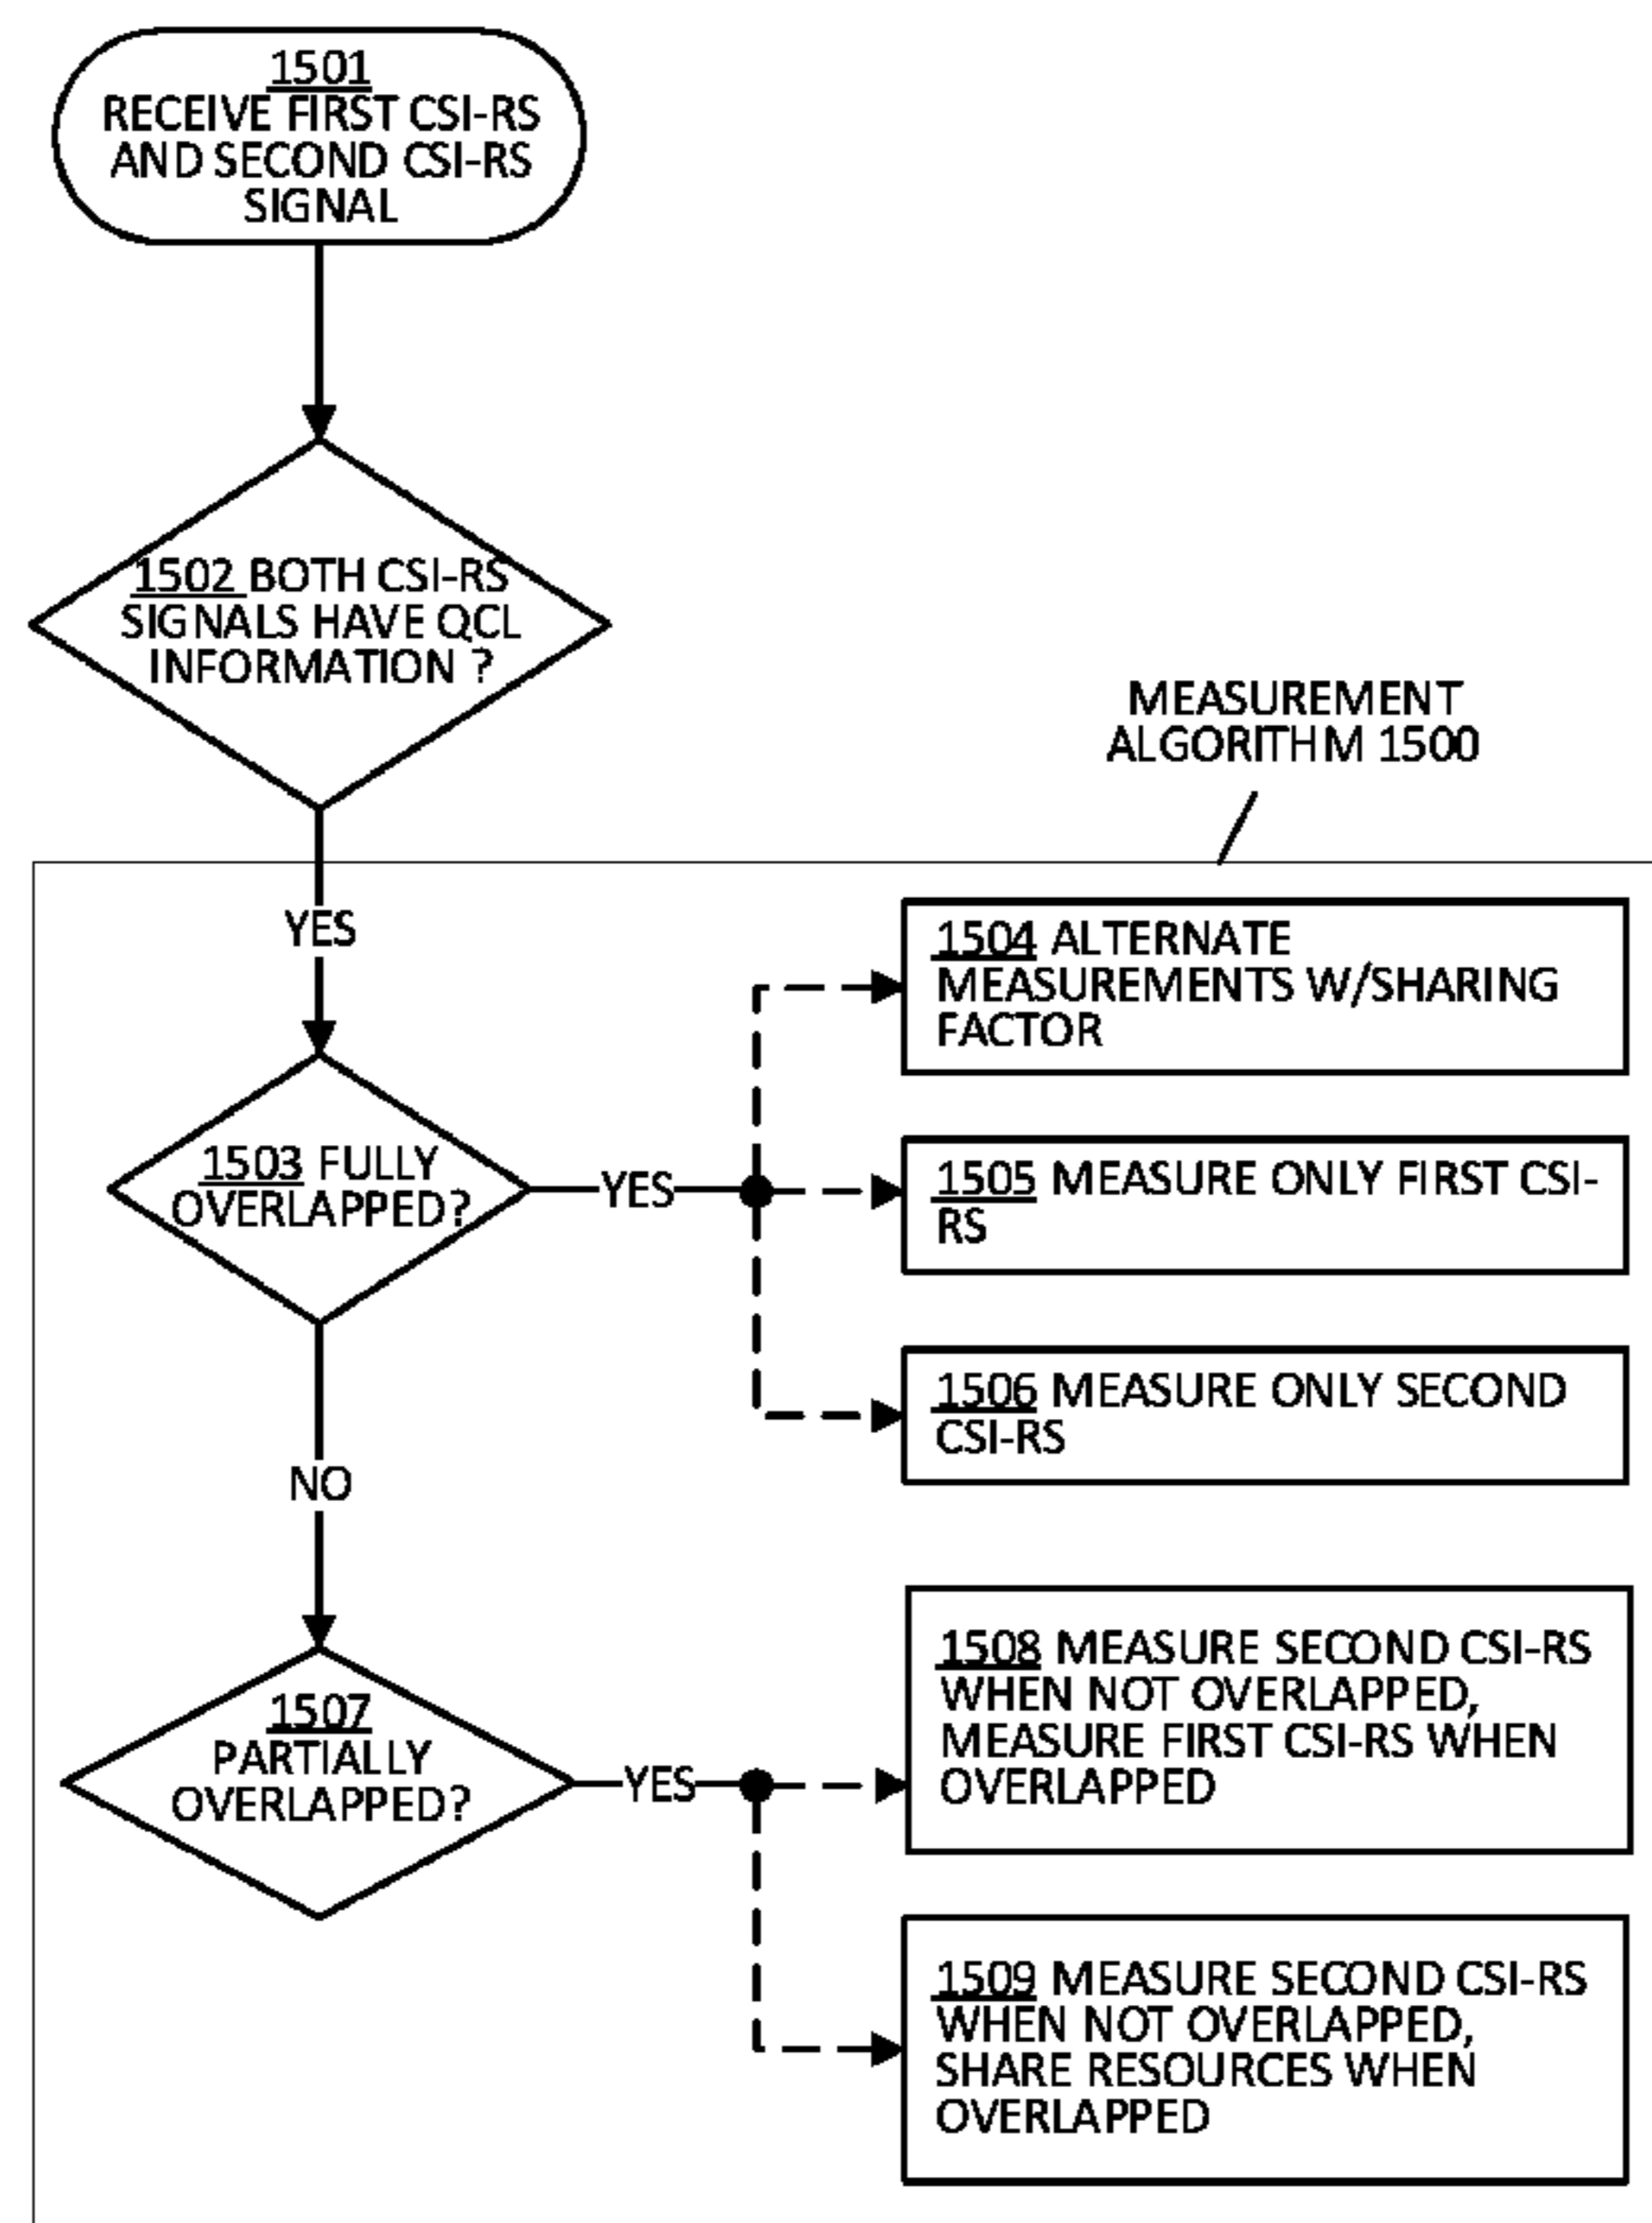 1501
RECEIVE FIRST CSI-RS
AND SECOND CSI-RS
SIGNAL
1502 BOTH CSI-RS
SIGNALS HAVE QCL
INFORMATION ?
MEASUREMENT
ALGORITHM 1500
YES
1504 ALTERNATE
MEASUREMENTS W/SHARING
FACTOR
1503 FULLY
OVERLAPPED?
YES
1505 MEASURE ONLY FIRST CSI-
RS
1506 MEASURE ONLY SECOND
CSI-RS
NO
1507
PARTIALLY
OVERLAPPED?
YES
1508 MEASURE SECOND CSI-RS
WHEN NOT OVERLAPPED,
MEASURE FIRST CSI-RS WHEN
OVERLAPPED
1509 MEASURE SECOND CSI-RS
WHEN NOT OVERLAPPED,
SHARE RESOURCES WHEN
OVERLAPPED